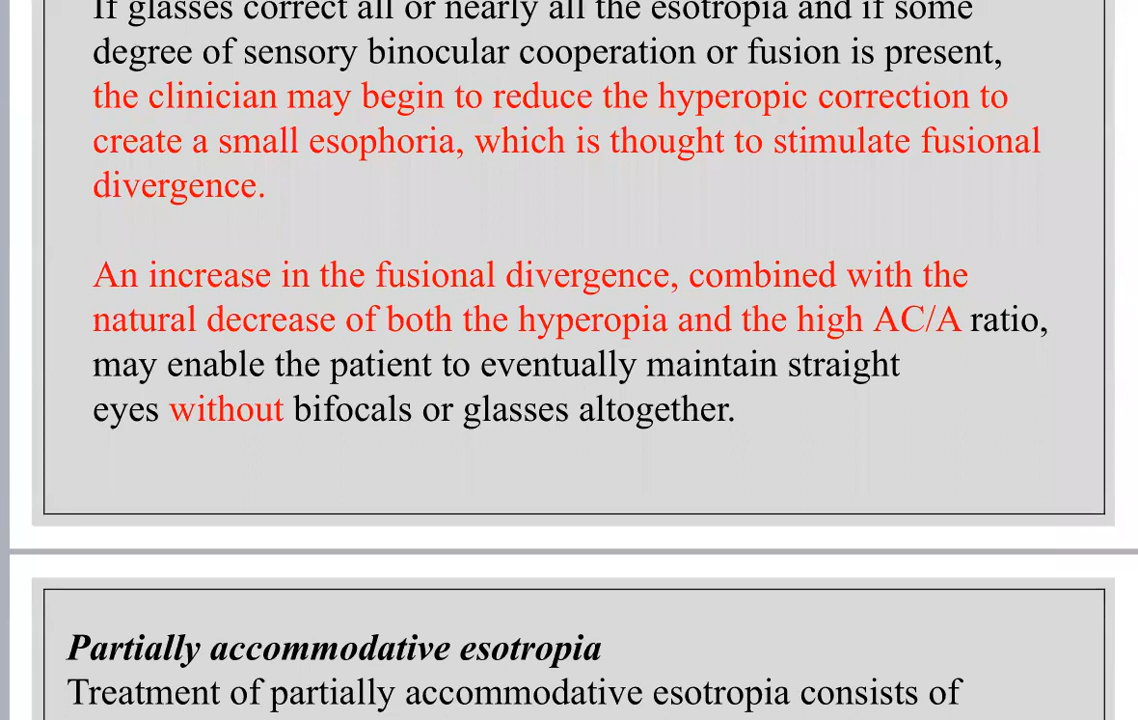 If glasses correct all or nearly all the esotropia and if some
degree of sensory binocular cooperation or fusion is present,
the clinician may begin to reduce the hyperopic correction to
create a small esophoria, which is thought to stimulate fusional
divergence.
An increase in the fusional divergence, combined with the
natural decrease of both the hyperopia and the high AC/A ratio,
may enable the patient to eventually maintain straight
eyes without bifocals or glasses altogether.
Partially accommodative esotropia
Treatment of partially accommodative esotropia consists of